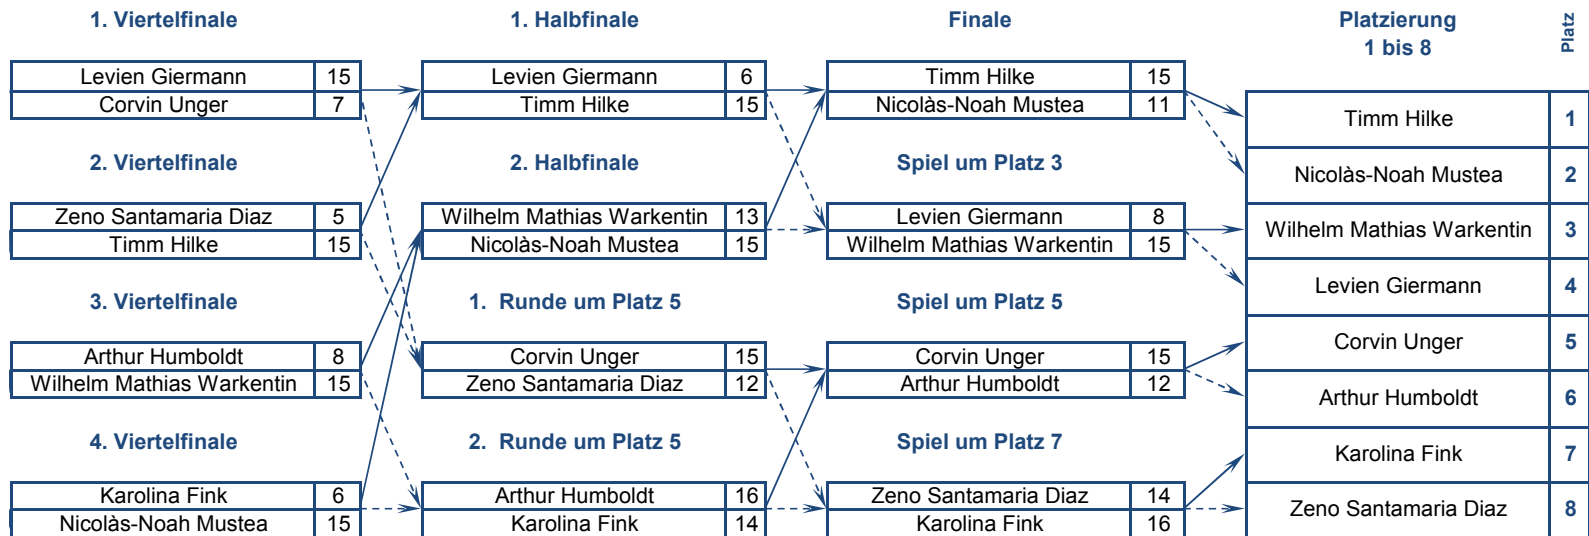 1. Viertelfinale 1. Halbfinale Finale Platzierung 1 bis 8 Platz
Levien Giermann 15
Corvin Unger 7
Levien Giermann 6
Timm Hilke 15
Timm Hilke 15
Nicolàs-Noah Mustea 11
Timm Hilke 1
2. Viertelfinale 2. Halbfinale Spiel um Platz 3
Nicolàs-Noah Mustea 2
Zeno Santamaria Diaz 5
Timm Hilke 15
Wilhelm Mathias Warkentin 13
Nicolàs-Noah Mustea 15
Levien Giermann 8
Wilhelm Mathias Warkentin 15
Wilhelm Mathias Warkentin 3
3. Viertelfinale 1. Runde um Platz 5 Spiel um Platz 5
Levien Giermann 4
Arthur Humboldt 8
Wilhelm Mathias Warkentin 15
Corvin Unger 15
Zeno Santamaria Diaz 12
Corvin Unger 15
Arthur Humboldt 12
Corvin Unger 5
Arthur Humboldt 6
4. Viertelfinale 2. Runde um Platz 5 Spiel um Platz 7
Karolina Fink 7
Karolina Fink 6
Nicolàs-Noah Mustea 15
Arthur Humboldt 16
Karolina Fink 14
Zeno Santamaria Diaz 14
Karolina Fink 16
Zeno Santamaria Diaz 8